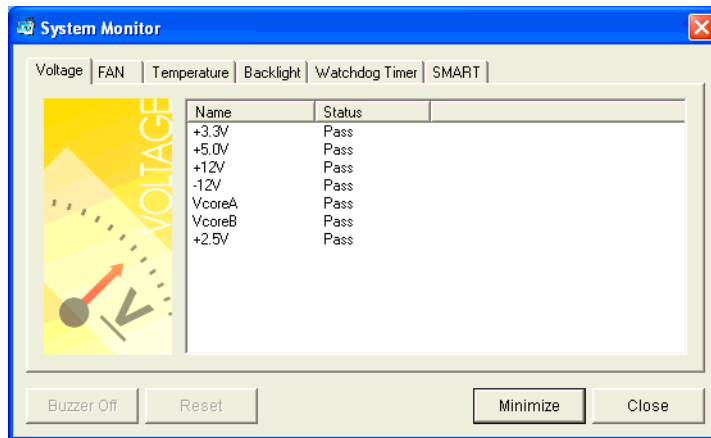 System Monitor
Voltage FAN Temperature Backlight Watchdog Timer SMART
VOLTAGE
V
Name Status
+3.3V Pass
+5.0V Pass
+12V Pass
-12V Pass
VcoreA Pass
VcoreB Pass
+2.5V Pass
Buzzer Off Reset Minimize Close